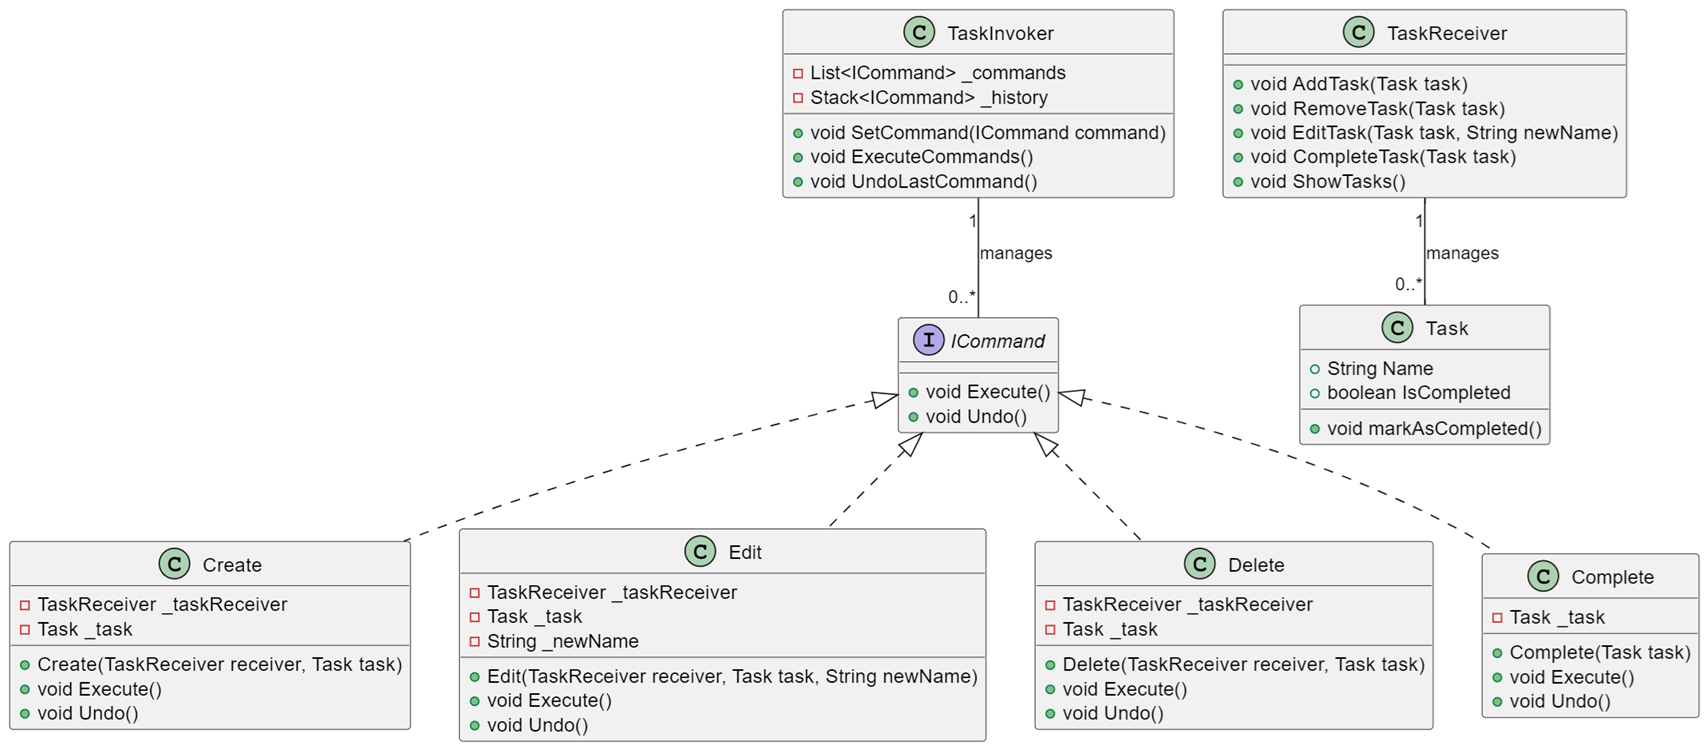 C TaskInvoker
List<ICommand> _commands
Stack<ICommand> _history
void SetCommand(ICommand command)
void ExecuteCommands()
void UndoLastCommand()
C TaskReceiver
void AddTask(Task task)
void RemoveTask(Task task)
void EditTask(Task task, String newName)
void CompleteTask(Task task)
void ShowTasks()
1
manages
0..*
1
manages
0..*
I ICommand
void Execute()
void Undo()
C Task
String Name
boolean IsCompleted
void markAsCompleted()
C Create
TaskReceiver _taskReceiver
Task _task
Create(TaskReceiver receiver, Task task)
void Execute()
void Undo()
C Edit
TaskReceiver _taskReceiver
Task _task
String _newName
Edit(TaskReceiver receiver, Task task, String newName)
void Execute()
void Undo()
C Delete
TaskReceiver _taskReceiver
Task _task
Delete(TaskReceiver receiver, Task task)
void Execute()
void Undo()
C Complete
Task _task
Complete(Task task)
void Execute()
void Undo()